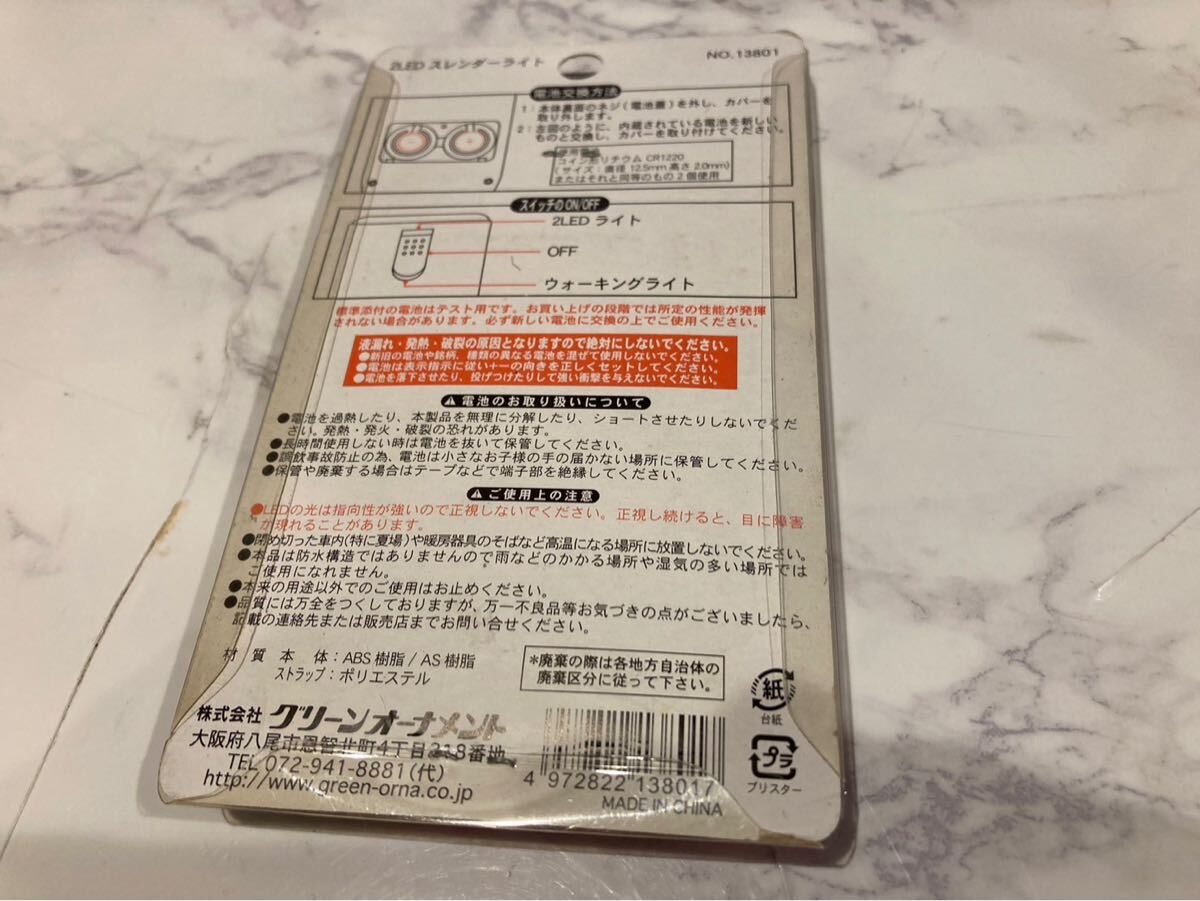 2LED スレンダーライト
NO.13801
電池交換方法
1：本体裏面のネジ(電池蓋)を外し、カバーを
取り外します。
2：左図のように、内蔵されている電池を新しい
ものと交換し、カバーを取り付けてください。
コイン形リチウム CR1220
(サイズ：直径 12.5mm 高さ 2.0mm)
またはそれと同等のもの 2 個使用
スイッチのON/OFF
2LED ライト
OFF
ウォーキングライト
標準添付の電池はテスト用です。お買い上げの段階では所定の性能が発揮
されない場合があります。必ず新しい電池に交換の上でご使用ください。
液漏れ・発熱・破裂の原因となりますので絶対にしないでください。
●新旧の電池や銘柄、種類の異なる電池を混ぜて使用しないでください。
●電池は表示指示に従い+−の向きを正しくセットしてください。
●電池を落下させたり、投げつけたりして強い衝撃を与えないでください。
⚠電池のお取り扱いについて
●電池を過熱したり、本製品を無理に分解したり、ショートさせたりしないでくだ
さい。発熱・発火・破裂の恐れがあります。
●長時間使用しない時は電池を抜いて保管してください。
●誤飲事故防止の為、電池は小さなお子様の手の届かない場所に保管してください。
●保管や廃棄する場合はテープなどで端子部を絶縁してください。
⚠ご使用上の注意
●LEDの光は指向性が強いので正視しないでください。正視し続けると、目に障害
が現れることがあります。
●閉め切った車内(特に夏場)や暖房器具のそばなど高温になる場所に放置しないでください。
●本品は防水構造ではありませんので雨などのかかる場所や湿気の多い場所では
ご使用になれません。
●本来の用途以外でのご使用はお止めください。
●品質には万全をつくしておりますが、万一不良品等お気づきの点がございましたら、
記載の連絡先または販売店までお問い合せください。
材 質 本 体：ABS 樹脂 / AS 樹脂
ストラップ：ポリエステル
*廃棄の際は各地方自治体の
廃棄区分に従って下さい。
紙
台紙
株式会社 グリーンオーナメント
大阪府八尾市恩智北町4丁目318番地
TEL 072-941-8881(代)
http://www.green-orna.co.jp
4 972822 138017
MADE IN CHINA
プラ
ブリスター